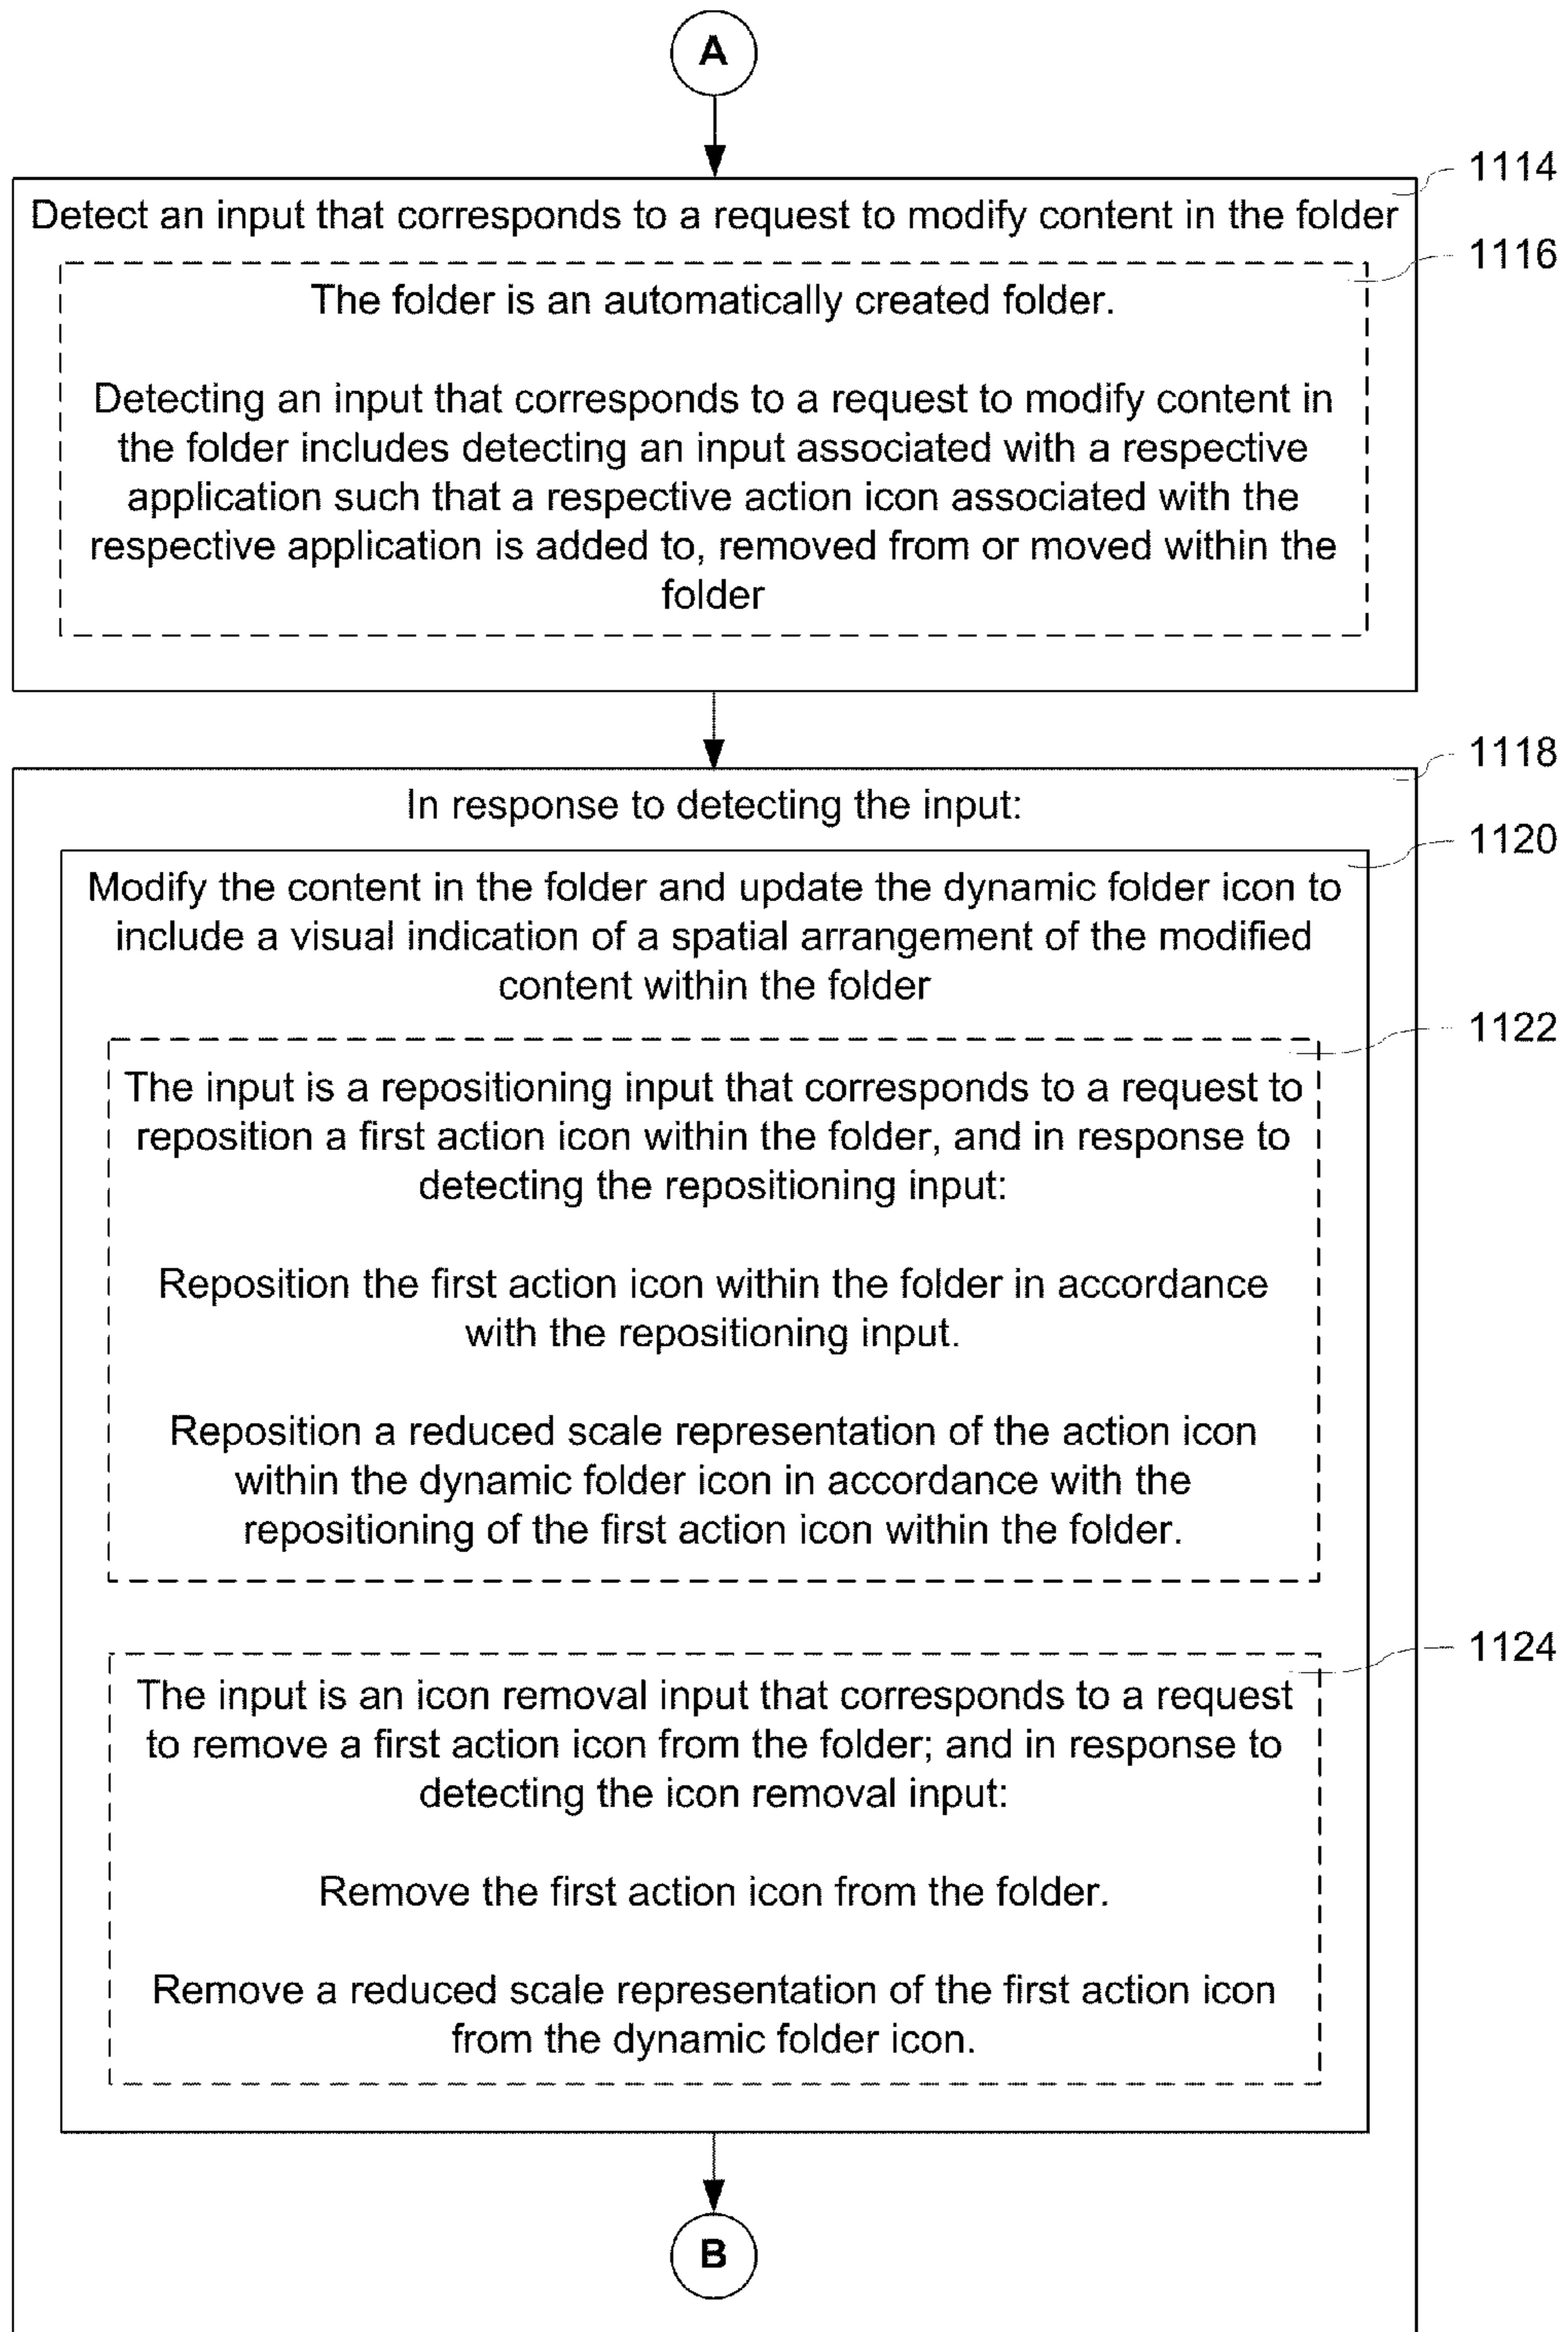 A
1114
Detect an input that corresponds to a request to modify content in the folder
1116
The folder is an automatically created folder.
Detecting an input that corresponds to a request to modify content in
the folder includes detecting an input associated with a respective
application such that a respective action icon associated with the
respective application is added to, removed from or moved within the
folder
1118
In response to detecting the input:
1120
Modify the content in the folder and update the dynamic folder icon to
include a visual indication of a spatial arrangement of the modified
content within the folder
1122
The input is a repositioning input that corresponds to a request to
reposition a first action icon within the folder, and in response to
detecting the repositioning input:
Reposition the first action icon within the folder in accordance
with the repositioning input.
Reposition a reduced scale representation of the action icon
within the dynamic folder icon in accordance with the
repositioning of the first action icon within the folder.
1124
The input is an icon removal input that corresponds to a request
to remove a first action icon from the folder; and in response to
detecting the icon removal input:
Remove the first action icon from the folder.
Remove a reduced scale representation of the first action icon
from the dynamic folder icon.
B